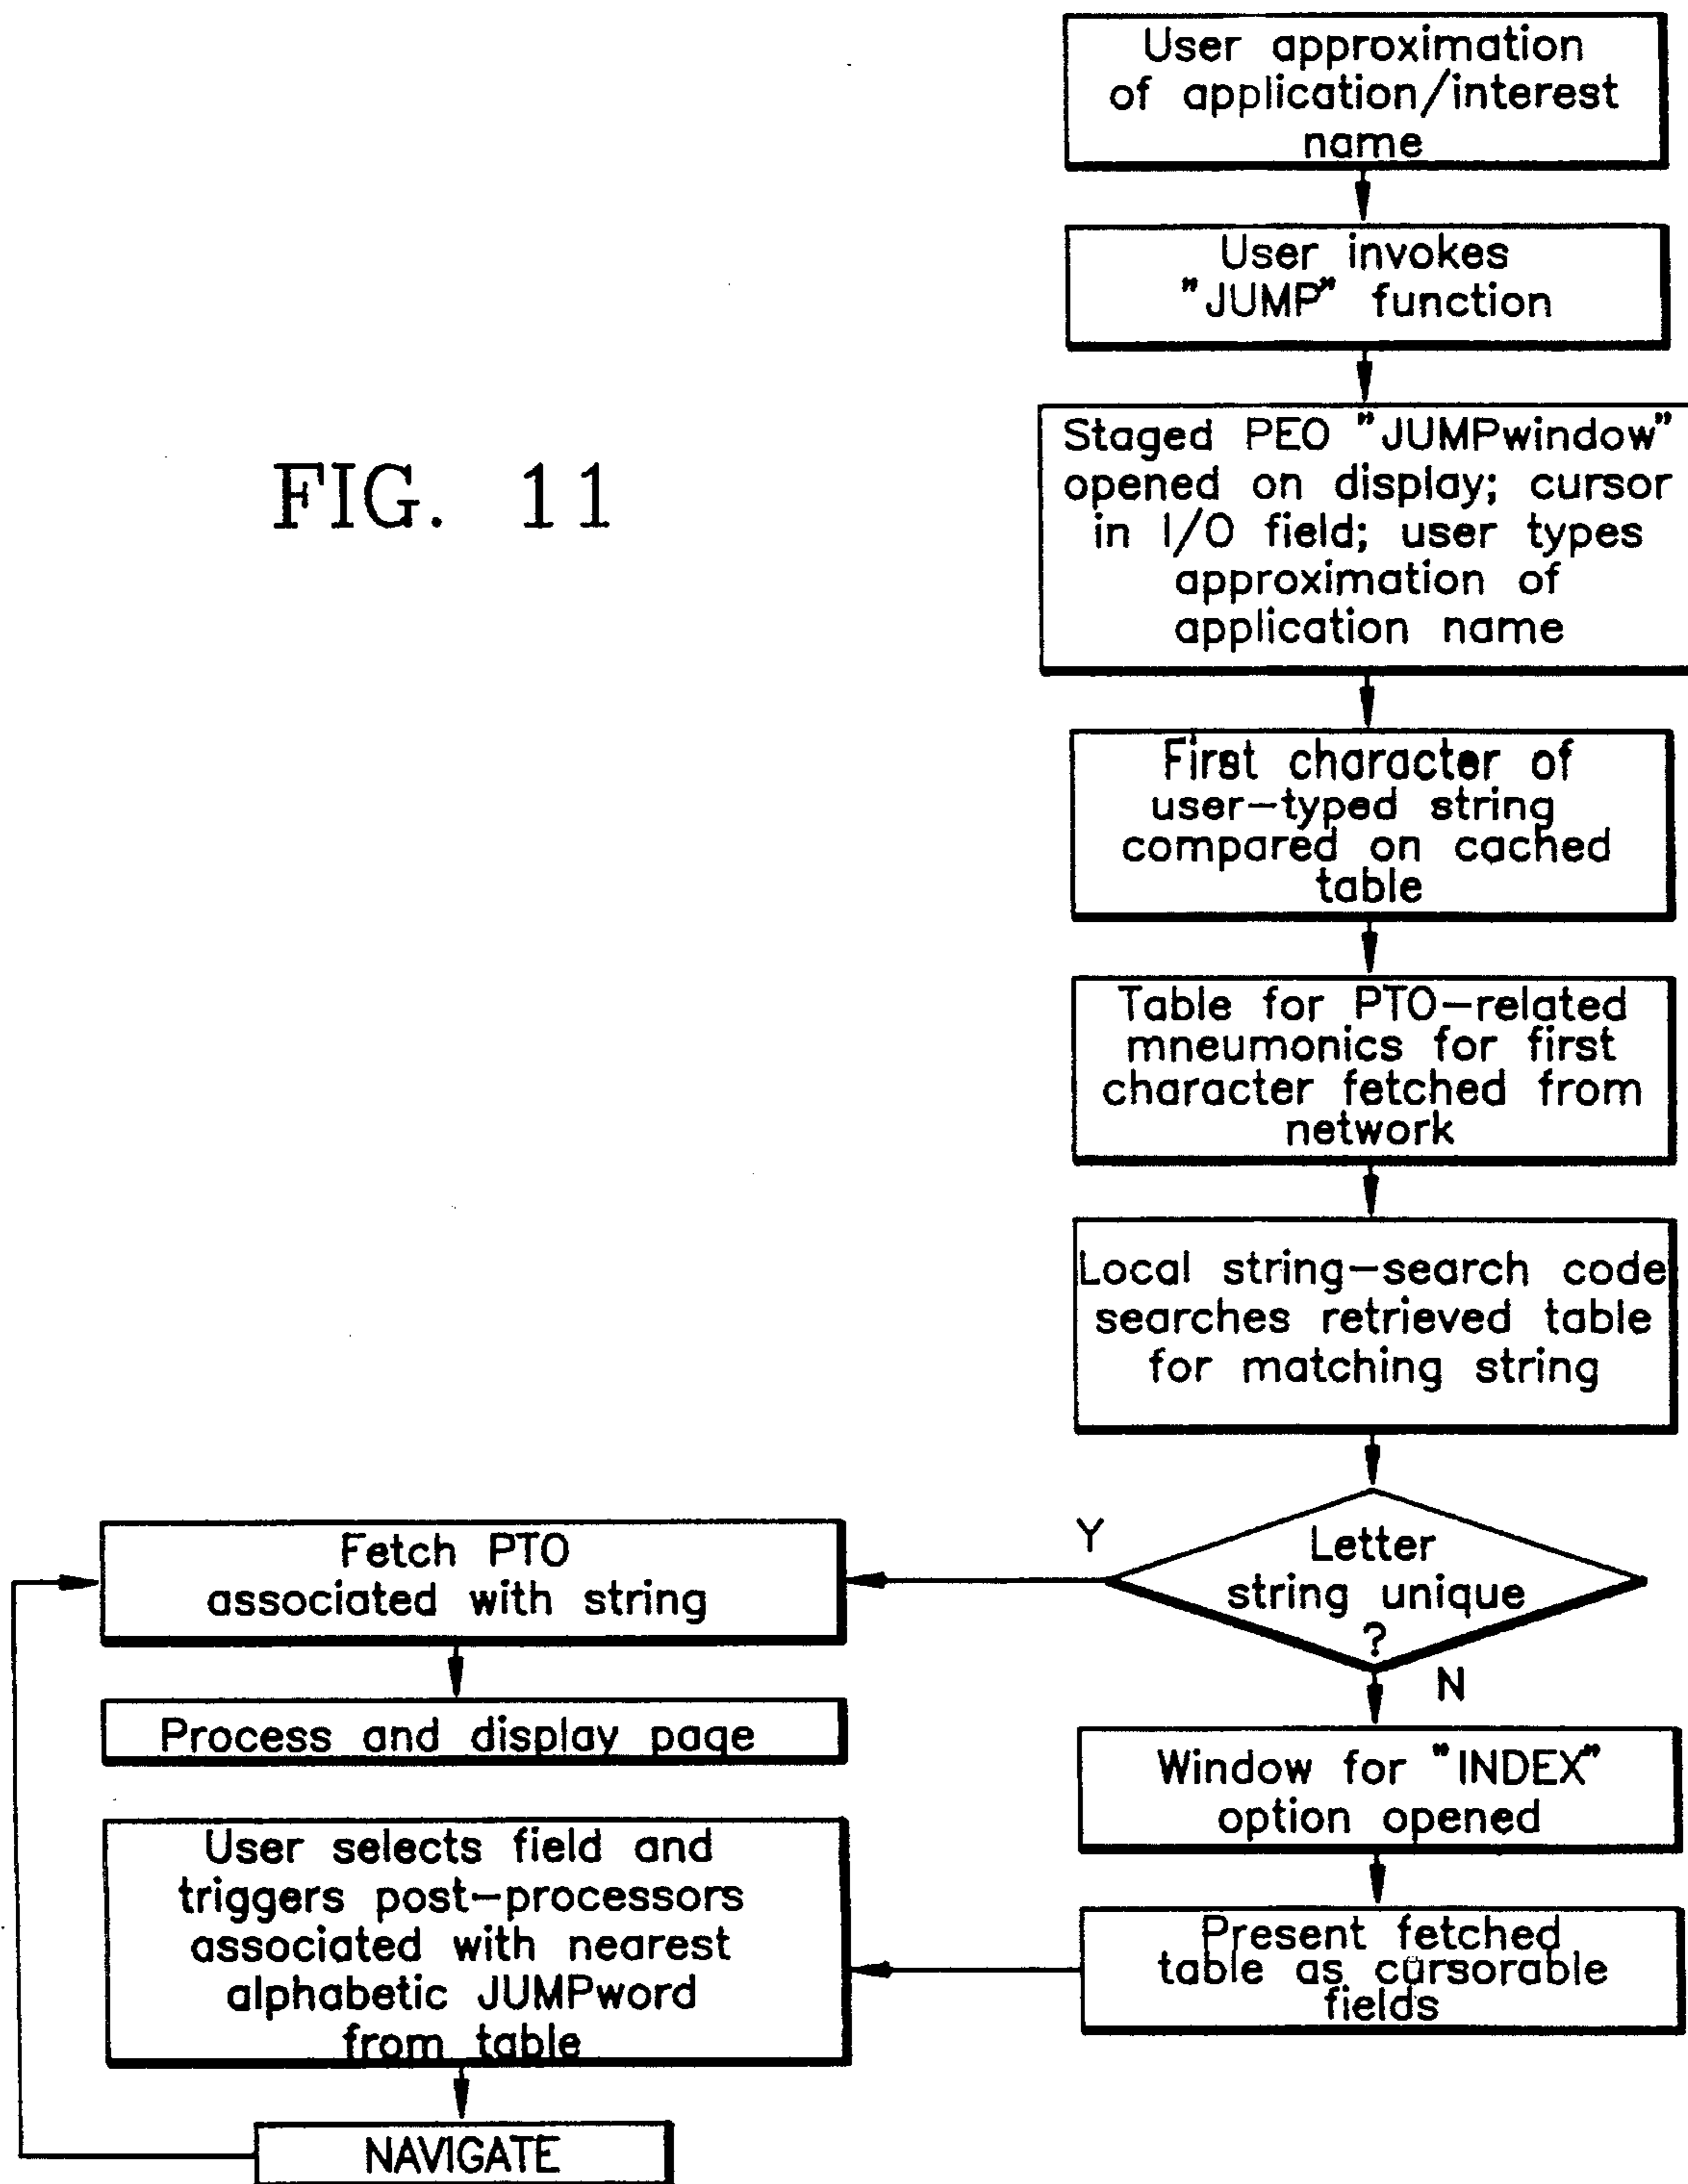 User approximation
of application/interest
name
User invokes
"JUMP" function
FIG. 11
Staged PEO "JUMPwindow"
opened on display; cursor
in I/O field; user types
approximation of
application name
First character of
user-typed string
compared on cached
table
Table for PTO-related
mneumonics for first
character fetched from
network
Local string-search code
searches retrieved table
for matching string
Letter
string unique
?
Y
N
Fetch PTO
associated with string
Process and display page
Window for "INDEX"
option opened
Present fetched
table as cursorable
fields
User selects field and
triggers post-processors
associated with nearest
alphabetic JUMPword
from table
NAVIGATE